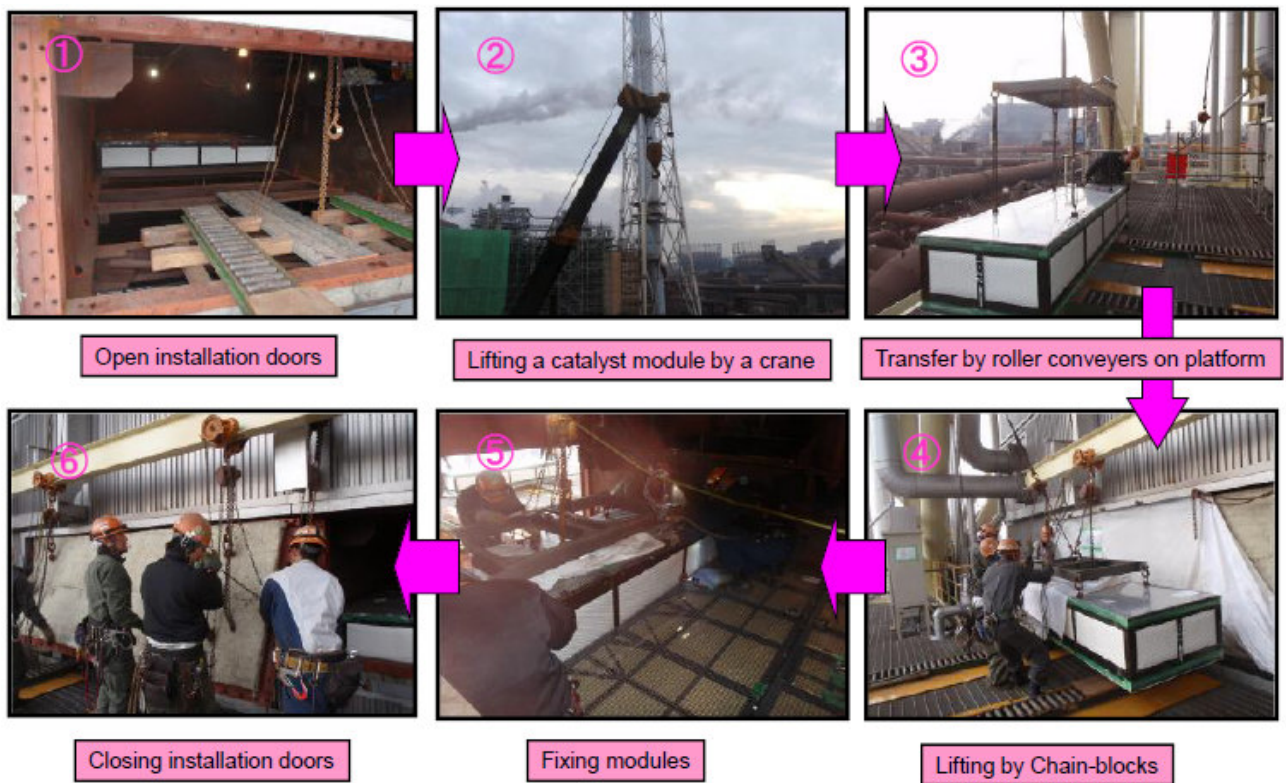 ①
②
③
Open installation doors
Lifting a catalyst module by a crane
Transfer by roller conveyers on platform
⑥
⑤
④
Closing installation doors
Fixing modules
Lifting by Chain-blocks